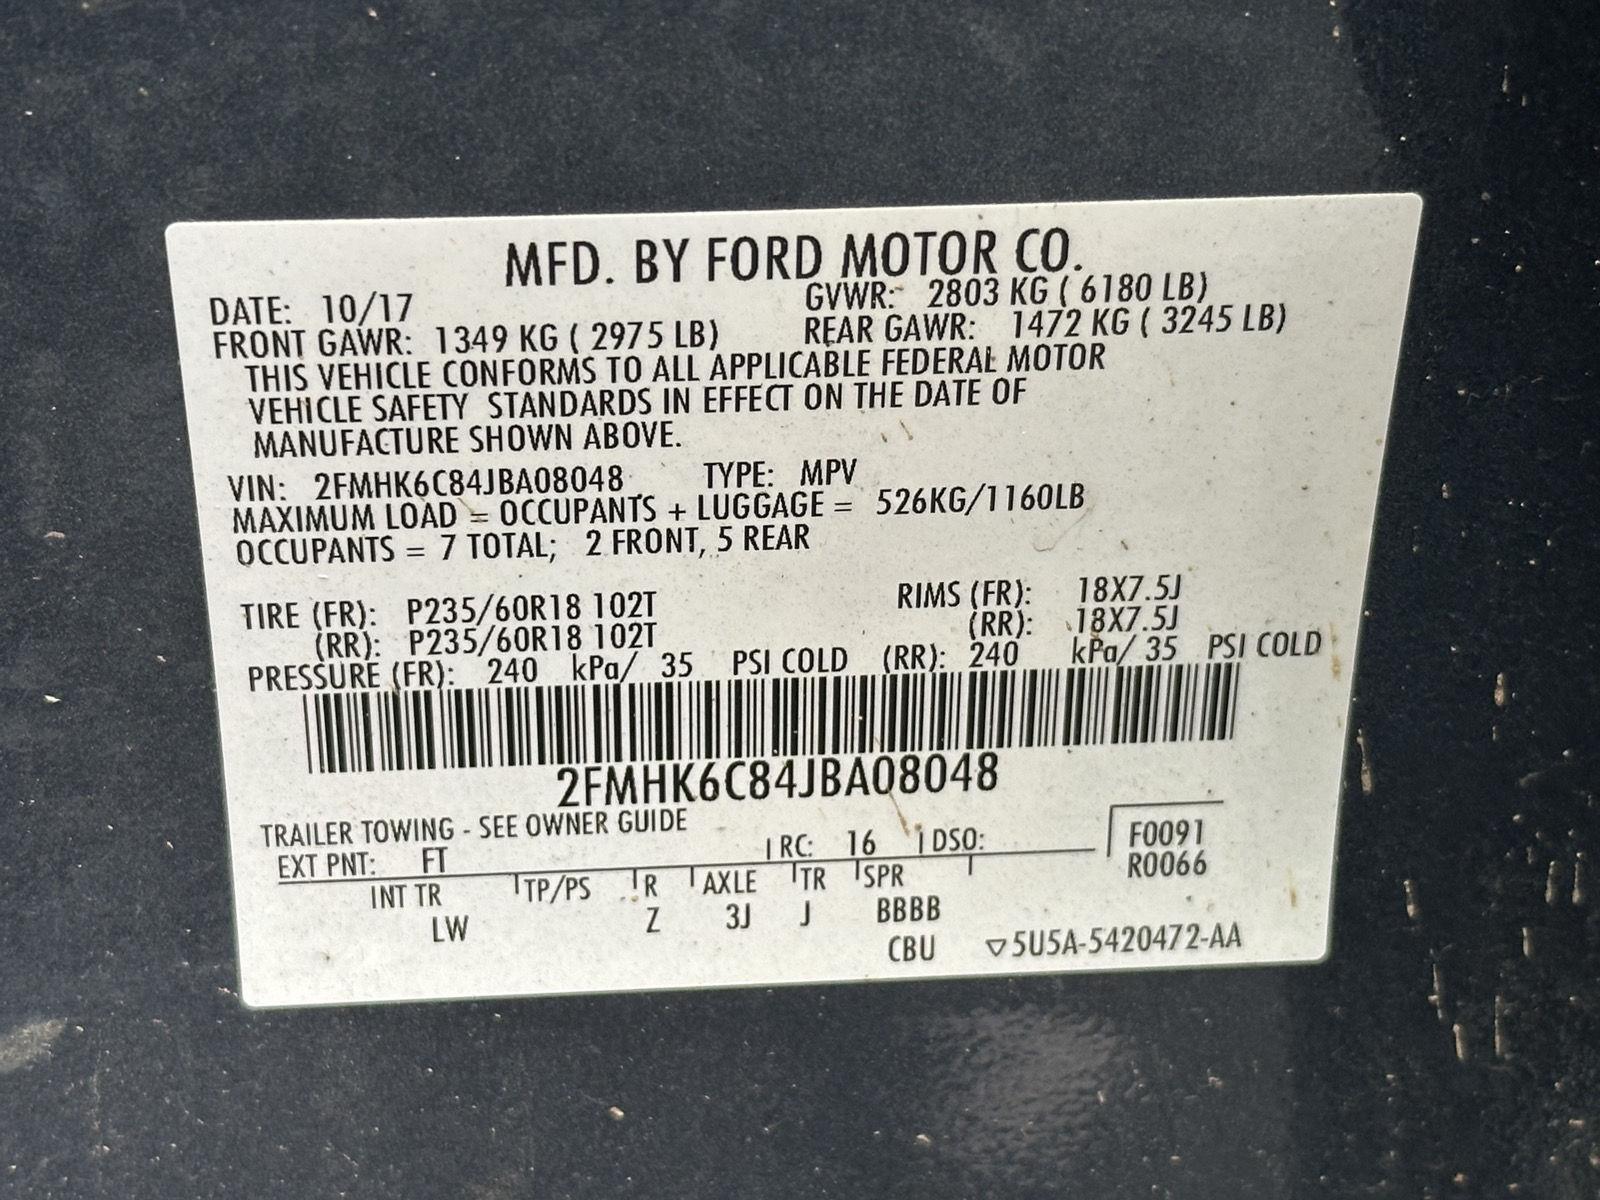 MFD. BY FORD MOTOR CO.
DATE: 10/17 GVWR: 2803 KG ( 6180 LB)
FRONT GAWR: 1349 KG ( 2975 LB) REAR GAWR: 1472 KG ( 3245 LB)
THIS VEHICLE CONFORMS TO ALL APPLICABLE FEDERAL MOTOR
VEHICLE SAFETY STANDARDS IN EFFECT ON THE DATE OF
MANUFACTURE SHOWN ABOVE.
VIN: 2FMHK6C84JBA08048 TYPE: MPV
MAXIMUM LOAD = OCCUPANTS + LUGGAGE = 526KG/1160LB
OCCUPANTS = 7 TOTAL; 2 FRONT, 5 REAR
TIRE (FR): P235/60R18 102T RIMS (FR): 18X7.5J
(RR): P235/60R18 102T (RR): 18X7.5J
PRESSURE (FR): 240 kPa/ 35 PSI COLD (RR): 240 kPa/ 35 PSI COLD
2FMHK6C84JBA08048
TRAILER TOWING - SEE OWNER GUIDE
EXT PNT: FT RC: 16 DSO: F0091
R0066
INT TR TP/PS R AXLE TR SPR
LW Z 3J J BBBB
CBU ▽5U5A-5420472-AA